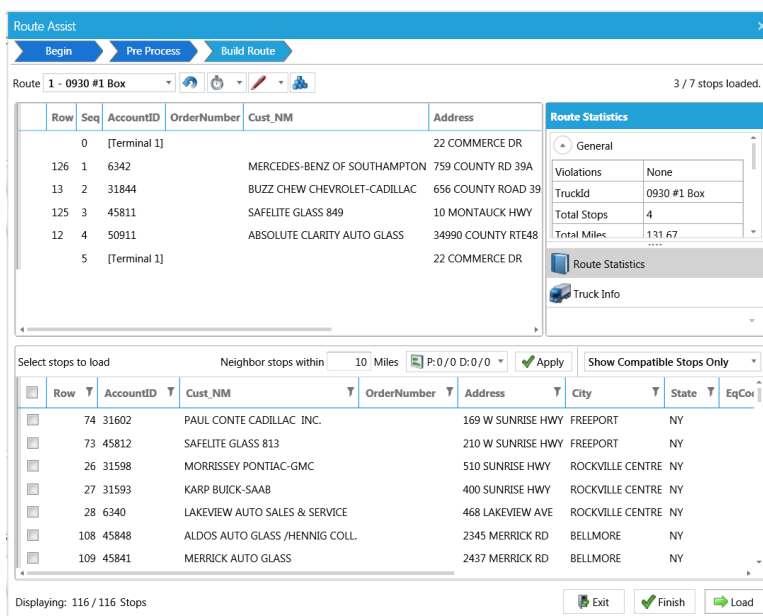 Route Assist
Begin Pre Process Build Route
Route 1 - 0930 #1 Box 3 / 7 stops loaded.
Row Seq AccountID OrderNumber Cust_NM Address Route Statistics
0 [Terminal 1] 22 COMMERCE DR General
126 1 6342 MERCEDES-BENZ OF SOUTHAMPTON 759 COUNTY RD 39A Violations None
13 2 31844 BUZZ CHEW CHEVROLET-CADILLAC 656 COUNTY ROAD 39 TruckId 0930 #1 Box
125 3 45811 SAFELITE GLASS 849 10 MONTAUCK HWY Total Stops 4
12 4 50911 ABSOLUTE CLARITY AUTO GLASS 34990 COUNTY RTE48 Total Miles 131.67
5 [Terminal 1] 22 COMMERCE DR Route Statistics
Truck Info
Select stops to load Neighbor stops within 10 Miles P: 0 / 0 D: 0 / 0 Apply Show Compatible Stops Only
Row AccountID Cust_NM OrderNumber Address City State EqCo
74 31602 PAUL CONTE CADILLAC INC. 169 W SUNRISE HWY FREEPORT NY
73 45812 SAFELITE GLASS 813 210 W SUNRISE HWY FREEPORT NY
26 31598 MORRISSEY PONTIAC-GMC 510 SUNRISE HWY ROCKVILLE CENTRE NY
27 31593 KARP BUICK-SAAB 400 SUNRISE HWY ROCKVILLE CENTRE NY
28 6340 LAKEVIEW AUTO SALES & SERVICE 468 LAKEVIEW AVE ROCKVILLE CENTRE NY
108 45848 ALDOS AUTO GLASS /HENNIG COLL. 2345 MERRICK RD BELLMORE NY
109 45841 MERRICK AUTO GLASS 2437 MERRICK RD BELLMORE NY
Displaying: 116 / 116 Stops Exit Finish Load